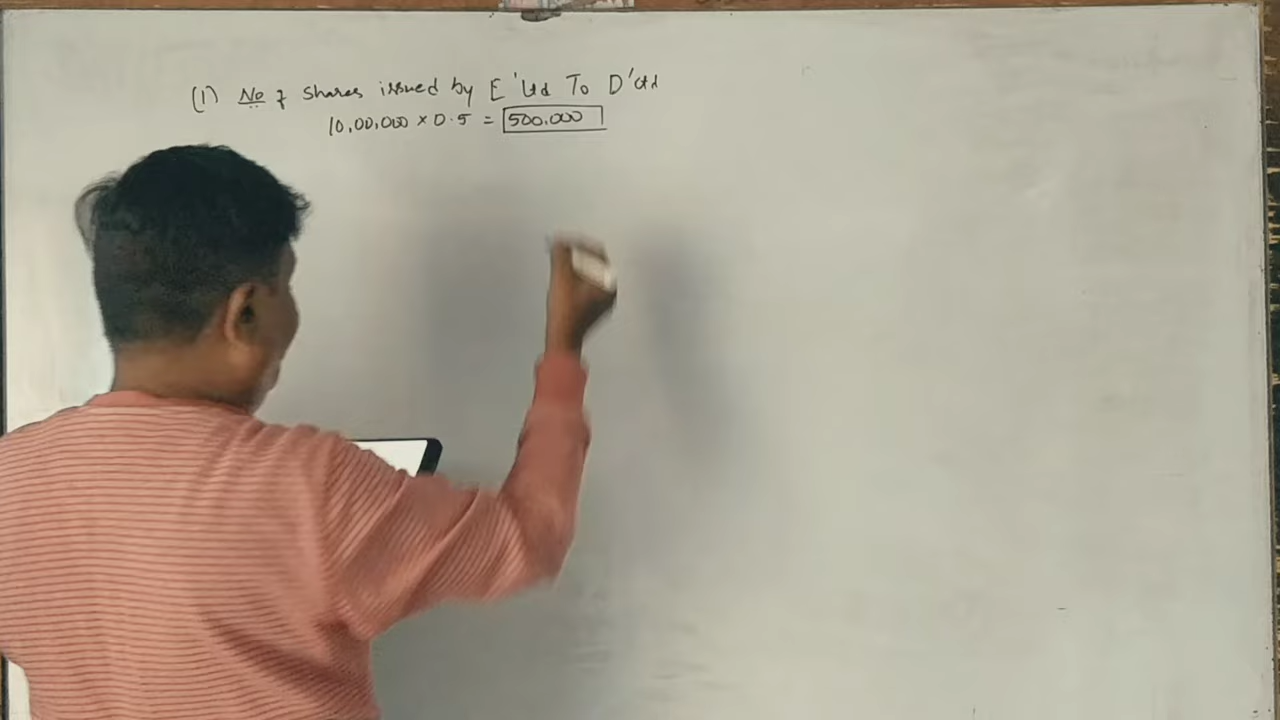 (1) No of shares issued by E'Ltd To D'Ltd
10,00,000 × 0.5 = 500,000